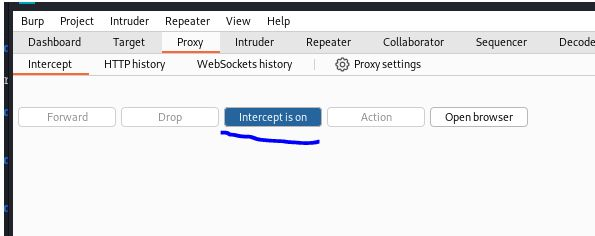 Burp Project Intruder Repeater View Help
Dashboard Target Proxy Intruder Repeater Collaborator Sequencer Decode
Intercept HTTP history WebSockets history Proxy settings
Forward Drop Intercept is on Action Open browser